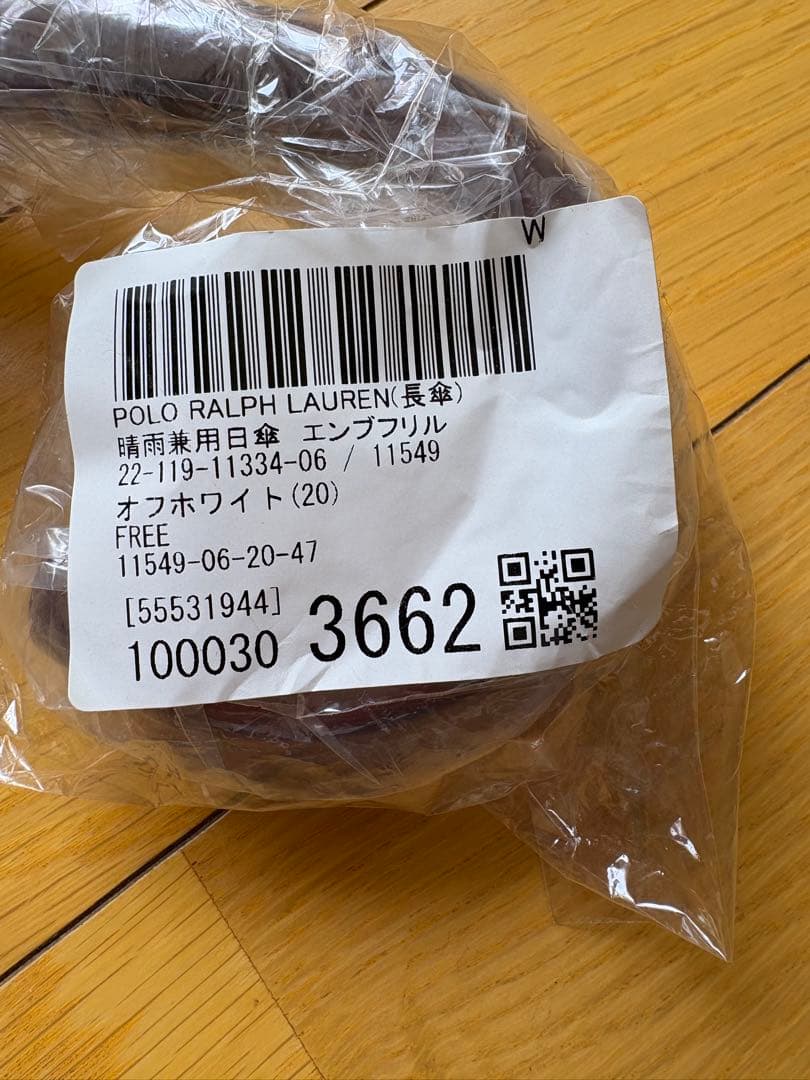 W
POLO RALPH LAUREN(長傘)
晴雨兼用日傘 エンブフリル
22-119-11334-06 / 11549
オフホワイト(20)
FREE
11549-06-20-47
[55531944]
100030 3662